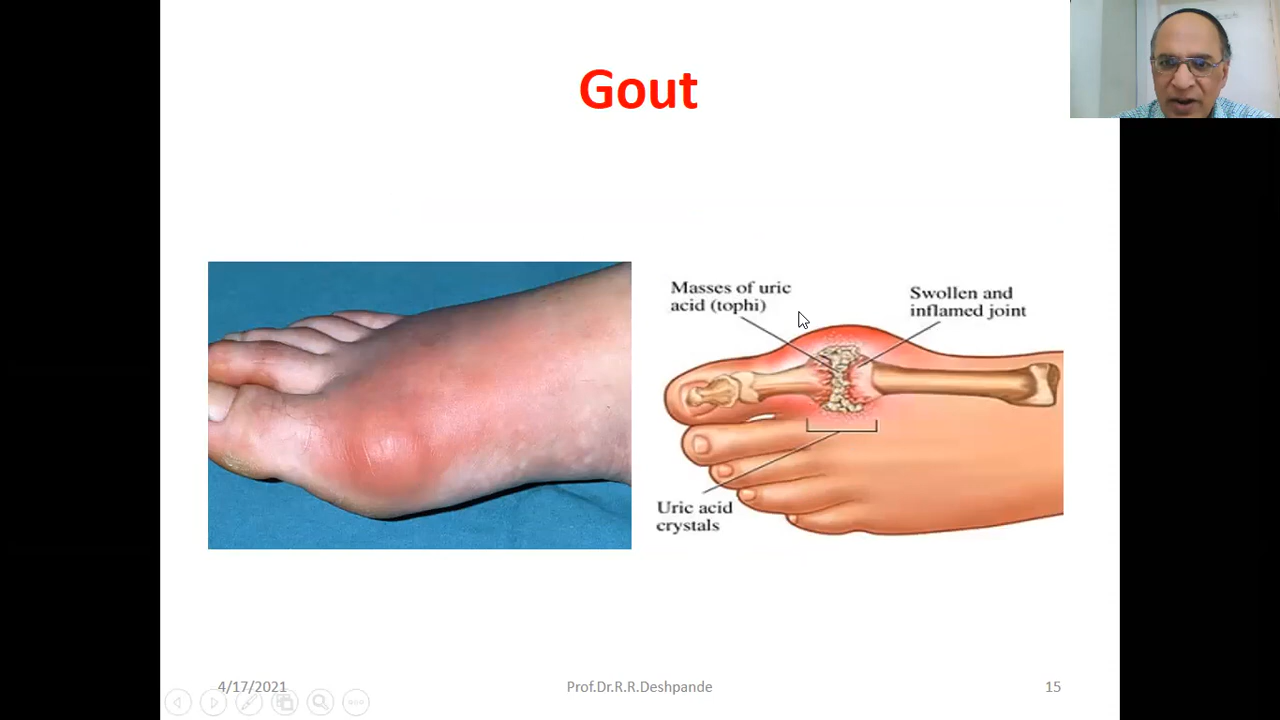 Gout
Masses of uric
acid (tophi)
Swollen and
inflamed joint
Uric acid
crystals
4/17/2021
Prof.Dr.R.R.Deshpande
15